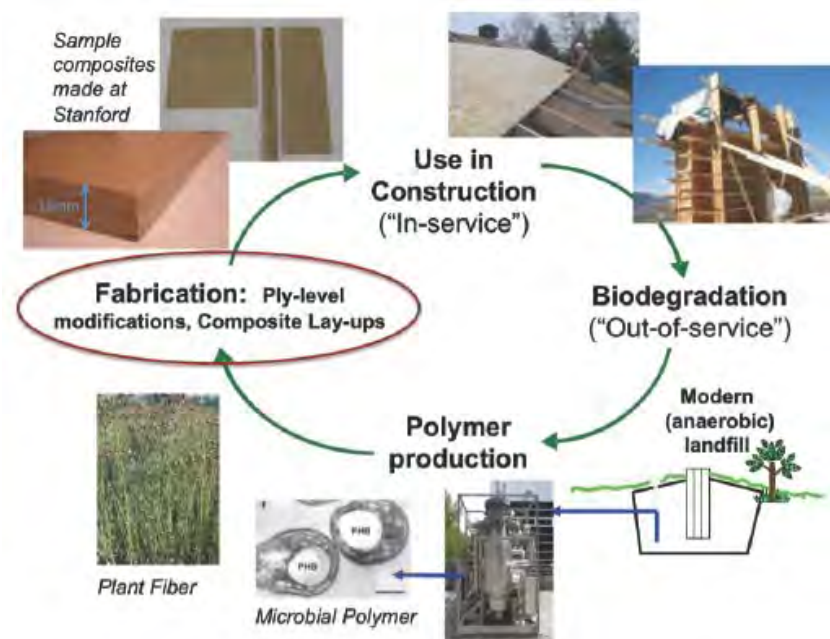 Sample
composites
made at
Stanford
Use in
Construction
("In-service")
Fabrication: Ply-level
modifications, Composite Lay-ups
Biodegradation
("Out-of-service")
Modern
(anaerobic)
landfill
Polymer
production
PHB
PHB
Plant Fiber
Microbial Polymer